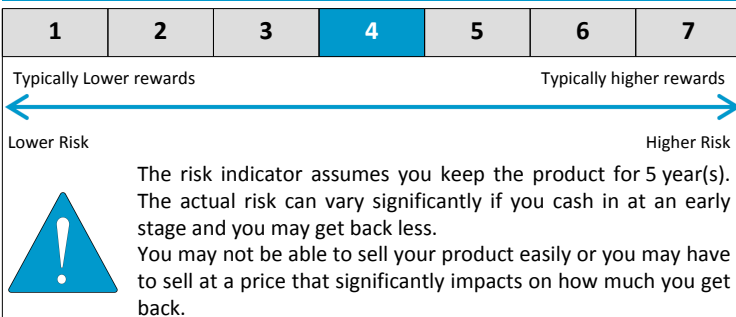 1 2 3 4 5 6 7
Typically Lower rewards Typically higher rewards
Lower Risk Higher Risk
The risk indicator assumes you keep the product for 5 year(s).
The actual risk can vary significantly if you cash in at an early
stage and you may get back less.
You may not be able to sell your product easily or you may have
to sell at a price that significantly impacts on how much you get
back.